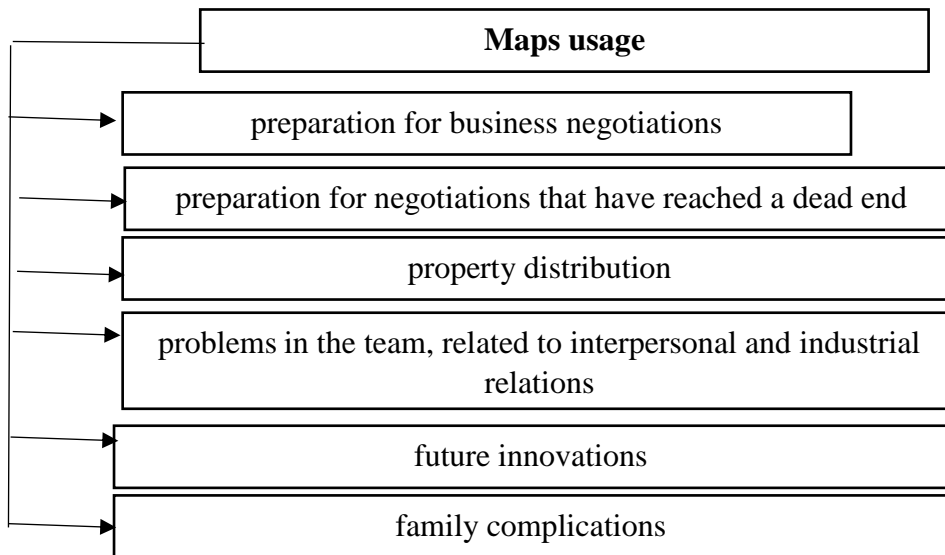 Maps usage
preparation for business negotiations
preparation for negotiations that have reached a dead end
property distribution
problems in the team, related to interpersonal and industrial
relations
future innovations
family complications